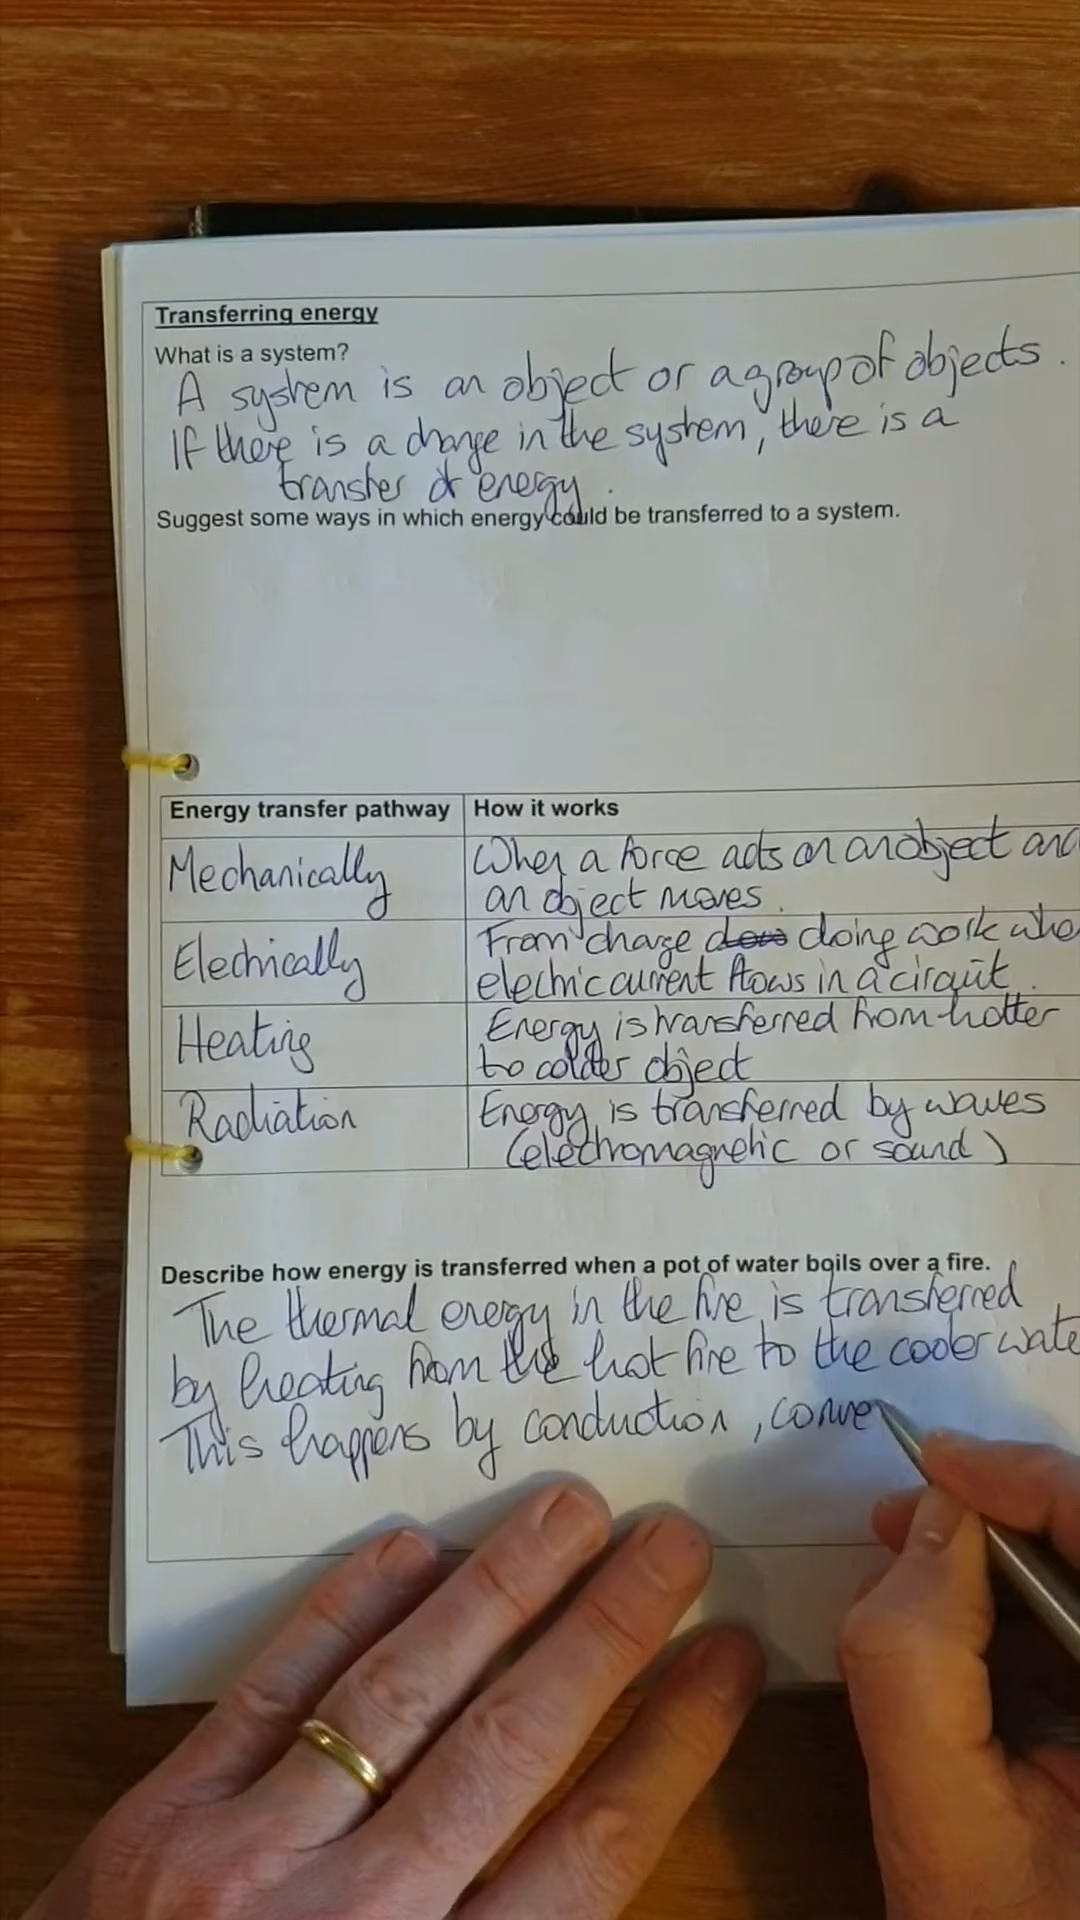 Transferring energy
What is a system?
A system is an object or a group of objects.
If there is a change in the system, there is a
transfer of energy.
Suggest some ways in which energy could be transferred to a system.
Energy transfer pathway How it works
Mechanically When a force acts on an object and
an object moves.
Electrically From charge doing work whe
electric current flows in a circuit.
Heating Energy is transferred from hotter
to colder object
Radiation Energy is transferred by waves
(electromagnetic or sound)
Describe how energy is transferred when a pot of water boils over a fire.
The thermal energy in the fire is transferred
by heating from the hot fire to the cooler wate
This happens by conduction, conve